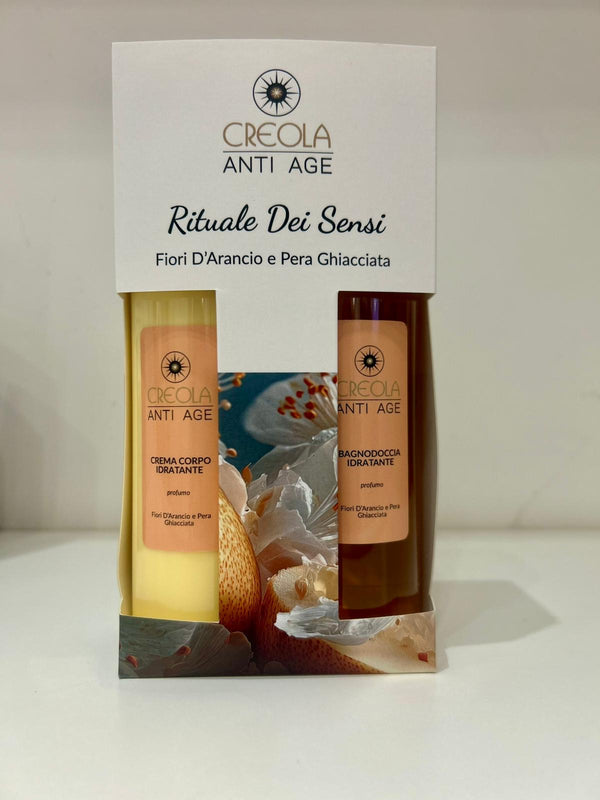 CREOLA
ANTI AGE
Rituale Dei Sensi
Fiori D'Arancio e Pera Ghiacciata
CREOLA
ANTI AGE
CREMA CORPO
IDRATANTE
profumo
Fiori D'Arancio e Pera
Ghiacciata
CREOLA
ANTI AGE
BAGNODOCCIA
IDRATANTE
profumo
Fiori D'Arancio e Pera
Ghiacciata